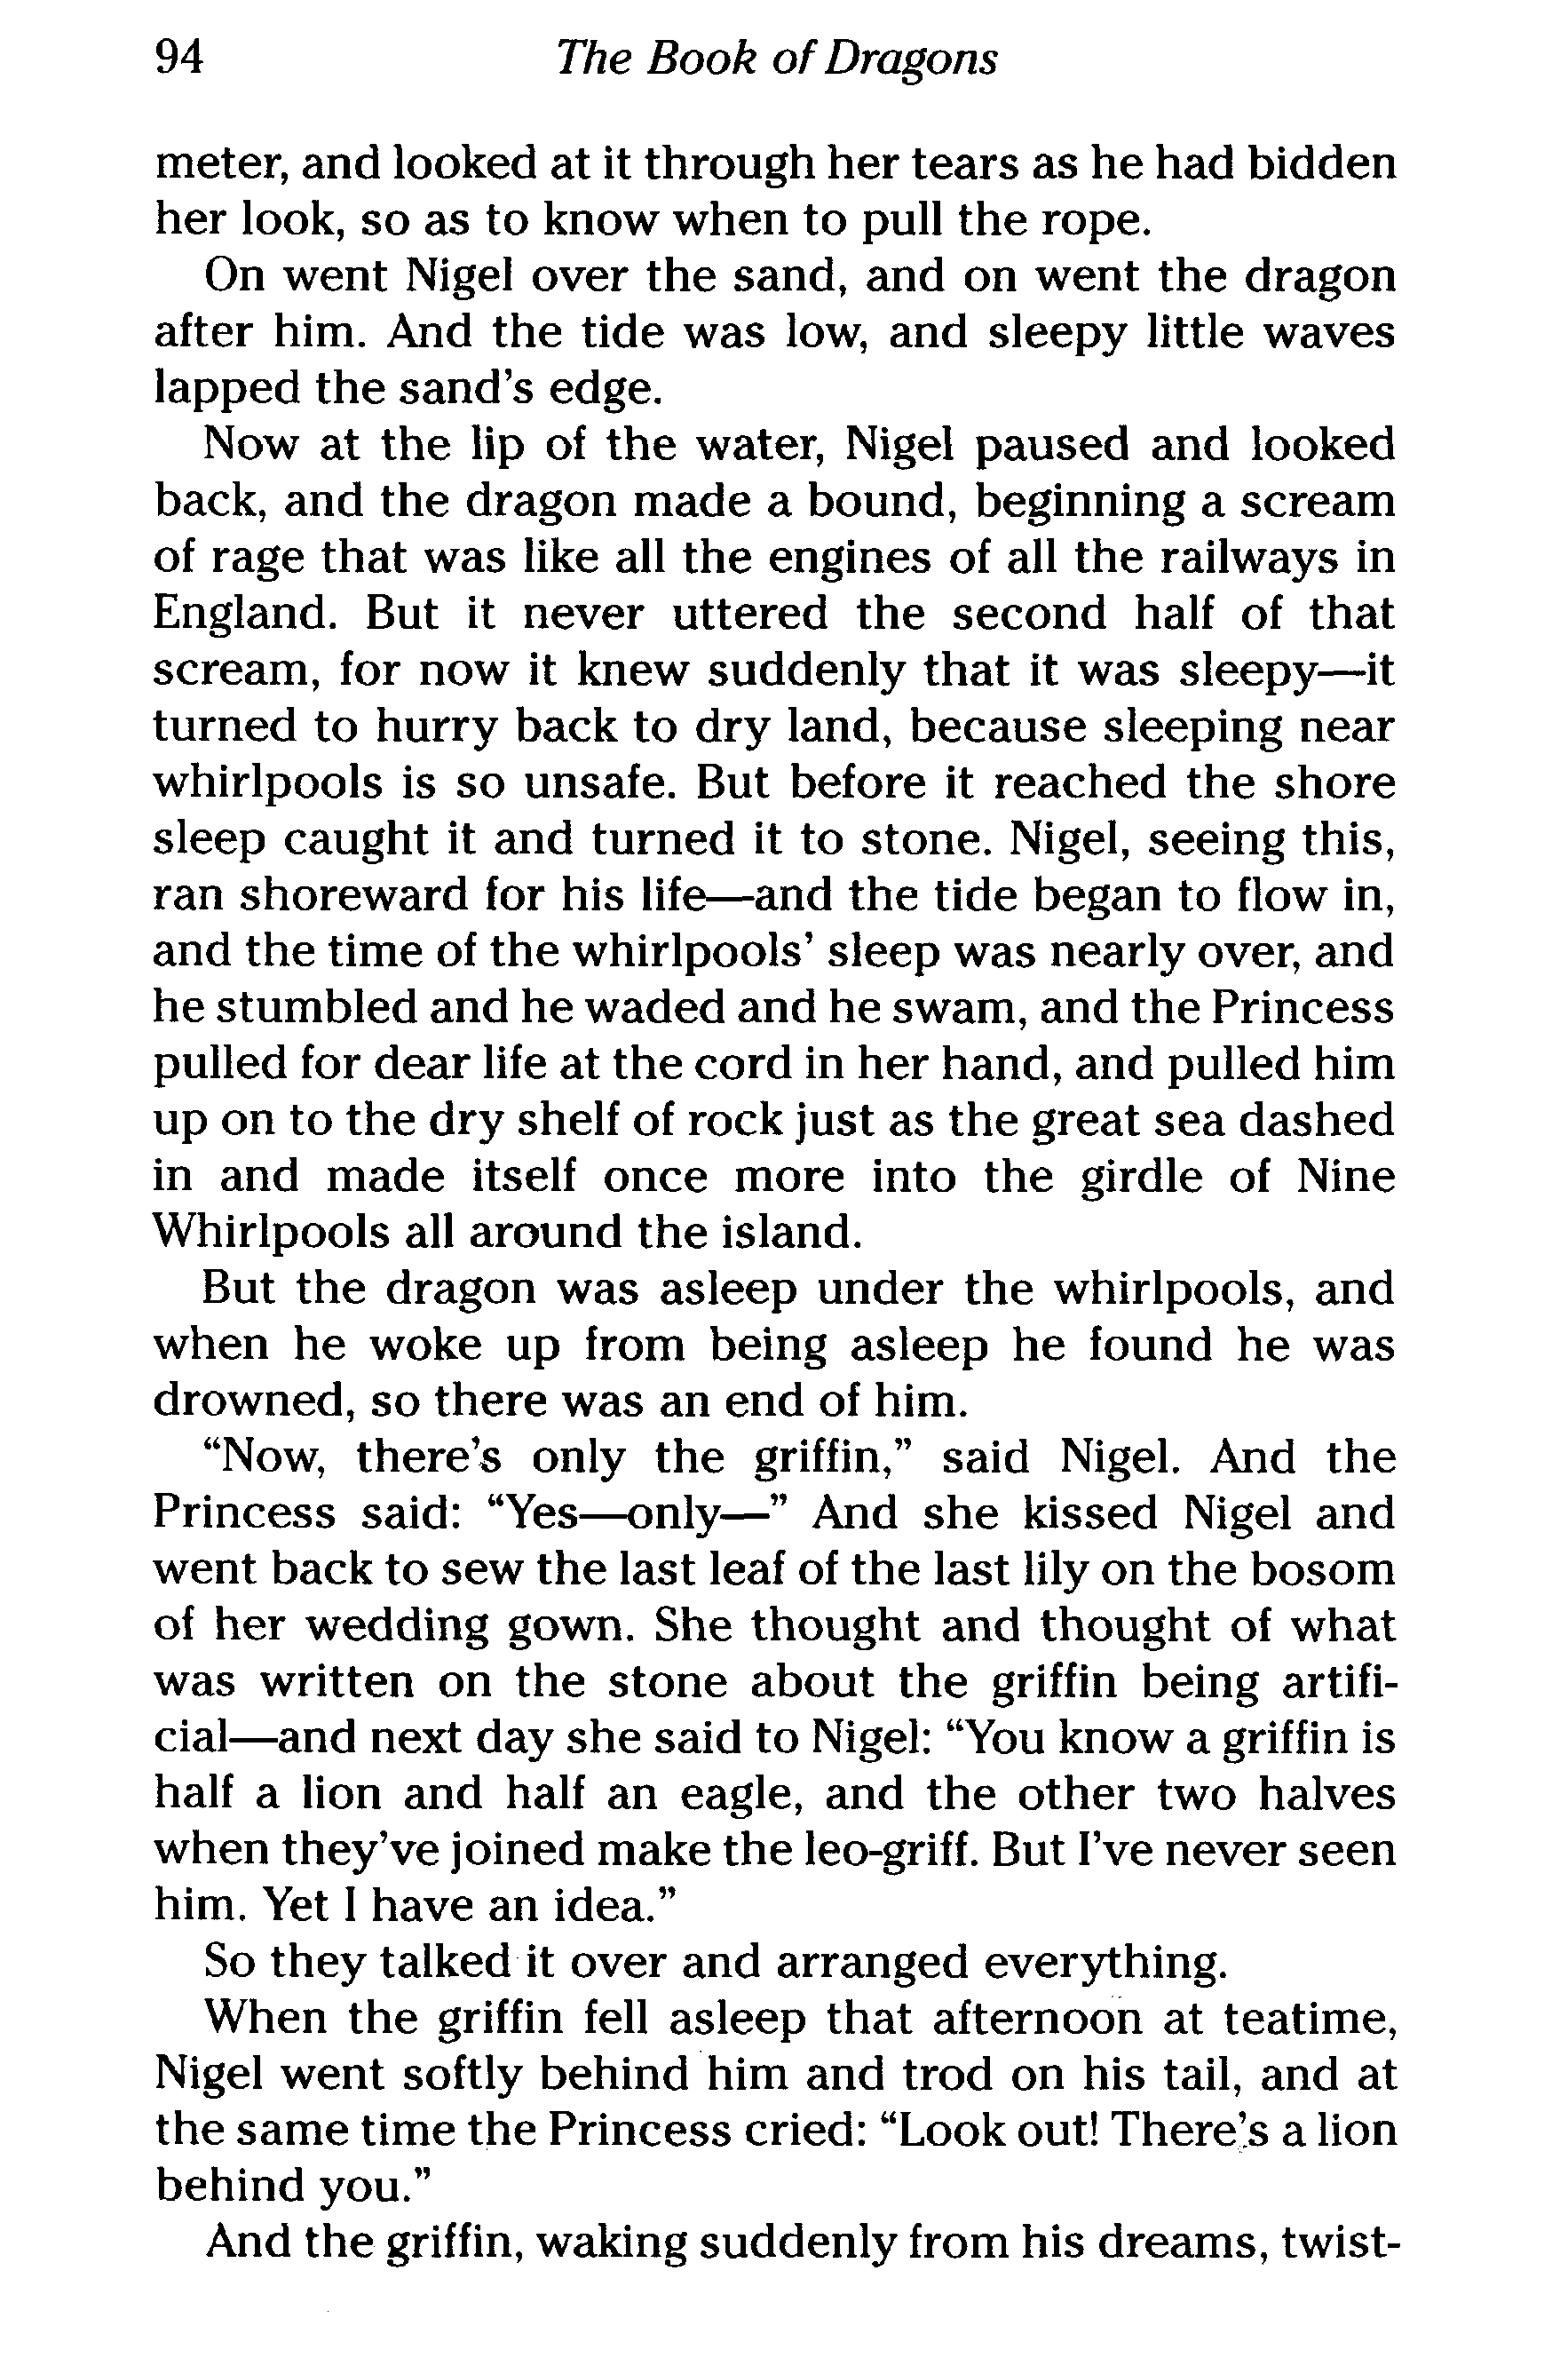 94 The Book of Dragons
meter, and looked at it through her tears as he had bidden
her look, so as to know when to pull the rope.
On went Nigel over the sand, and on went the dragon
after him. And the tide was low, and sleepy little waves
lapped the sand's edge.
Now at the lip of the water, Nigel paused and looked
back, and the dragon made a bound, beginning a scream
of rage that was like all the engines of all the railways in
England. But it never uttered the second half of that
scream, for now it knew suddenly that it was sleepy—it
turned to hurry back to dry land, because sleeping near
whirlpools is so unsafe. But before it reached the shore
sleep caught it and turned it to stone. Nigel, seeing this,
ran shoreward for his life—and the tide began to flow in,
and the time of the whirlpools' sleep was nearly over, and
he stumbled and he waded and he swam, and the Princess
pulled for dear life at the cord in her hand, and pulled him
up on to the dry shelf of rock just as the great sea dashed
in and made itself once more into the girdle of Nine
Whirlpools all around the island.
But the dragon was asleep under the whirlpools, and
when he woke up from being asleep he found he was
drowned, so there was an end of him.
“Now, there's only the griffin,” said Nigel. And the
Princess said: “Yes—only—” And she kissed Nigel and
went back to sew the last leaf of the last lily on the bosom
of her wedding gown. She thought and thought of what
was written on the stone about the griffin being artifi-
cial—and next day she said to Nigel: “You know a griffin is
half a lion and half an eagle, and the other two halves
when they've joined make the leo-griff. But I've never seen
him. Yet I have an idea.”
So they talked it over and arranged everything.
When the griffin fell asleep that afternoon at teatime,
Nigel went softly behind him and trod on his tail, and at
the same time the Princess cried: “Look out! There's a lion
behind you.”
And the griffin, waking suddenly from his dreams, twist-